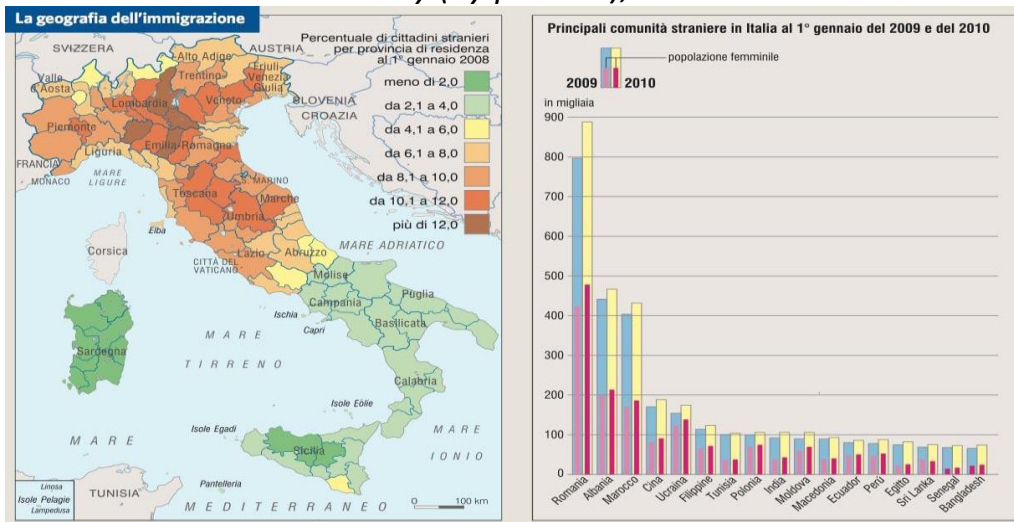 La geografia dell'immigrazione
Percentuale di cittadini stranieri
per provincia di residenza
al 1° gennaio 2008
meno di 2,0
da 2,1 a 4,0
da 4,1 a 6,0
da 6,1 a 8,0
da 8,1 a 10,0
da 10,1 a 12,0
più di 12,0
SVIZZERA
AUSTRIA
Alto Adige
Trentino
Friuli-
Venezia
Giulia
Valle
d'Aosta
Lombardia
Veneto
SLOVENIA
CROAZIA
Piemonte
Emilia-Romagna
Liguria
FRANCIA
MONACO
MARE
LIGURE
S. MARINO
Toscana
Marche
Umbria
Elba
Corsica
Lazio
Abruzzo
MARE ADRIATICO
CITTÀ DEL
VATICANO
Molise
Campania
Puglia
Ischia
Capri
Basilicata
Sardegna
MARE
TIRRENO
Calabria
Isole Eolie
Isole Egadi
MARE
IONIO
Sicilia
MARE
MEDITERRANEO
TUNISIA
Pantelleria
Linosa
Isole Pelagie
Lampedusa
0 100 km
Principali comunità straniere in Italia al 1° gennaio del 2009 e del 2010
popolazione femminile
2009 2010
in migliaia
900
800
700
600
500
400
300
200
100
0
Romania
Albania
Marocco
Cina
Ucraina
Filippine
Tunisia
Polonia
India
Moldova
Macedonia
Ecuador
Perù
Egitto
Sri Lanka
Senegal
Bangladesh